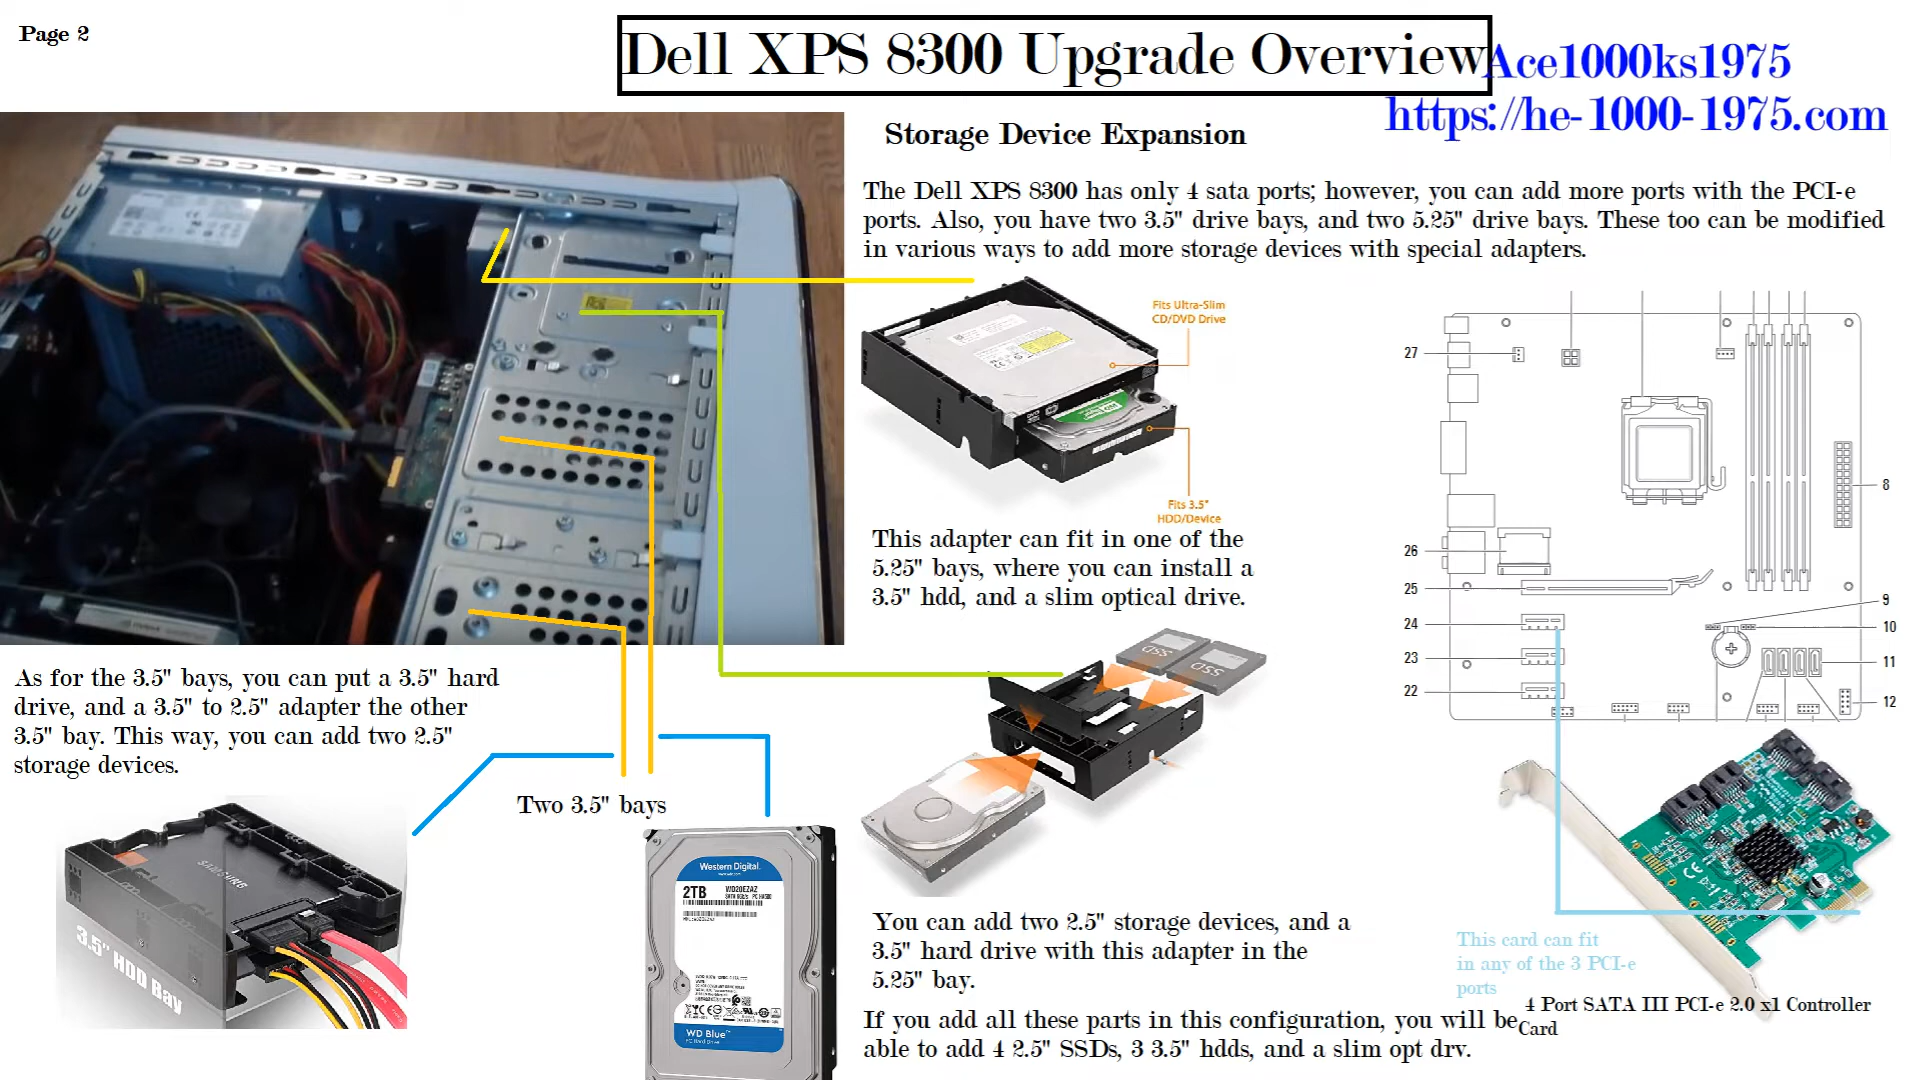 Page 2
Dell XPS 8300 Upgrade Overview
Ace1000ks1975
https://he-1000-1975.com
Storage Device Expansion
The Dell XPS 8300 has only 4 sata ports; however, you can add more ports with the PCI-e
ports. Also, you have two 3.5" drive bays, and two 5.25" drive bays. These too can be modified
in various ways to add more storage devices with special adapters.
Fits Ultra-Slim
CD/DVD Drive
Fits 3.5"
HDD/Device
This adapter can fit in one of the
5.25" bays, where you can install a
3.5" hdd, and a slim optical drive.
27
8
26
25
24
23
22
9
10
11
12
As for the 3.5" bays, you can put a 3.5" hard
drive, and a 3.5" to 2.5" adapter the other
3.5" bay. This way, you can add two 2.5"
storage devices.
Two 3.5" bays
SAMSUNG
3.5" HDD Bay
Western Digital
2TB
WD20EZAZ
WD Blue
SSD
SSD
You can add two 2.5" storage devices, and a
3.5" hard drive with this adapter in the
5.25" bay.
If you add all these parts in this configuration, you will be
able to add 4 2.5" SSDs, 3 3.5" hdds, and a slim opt drv.
This card can fit
in any of the 3 PCI-e
ports
4 Port SATA III PCI-e 2.0 x1 Controller
Card